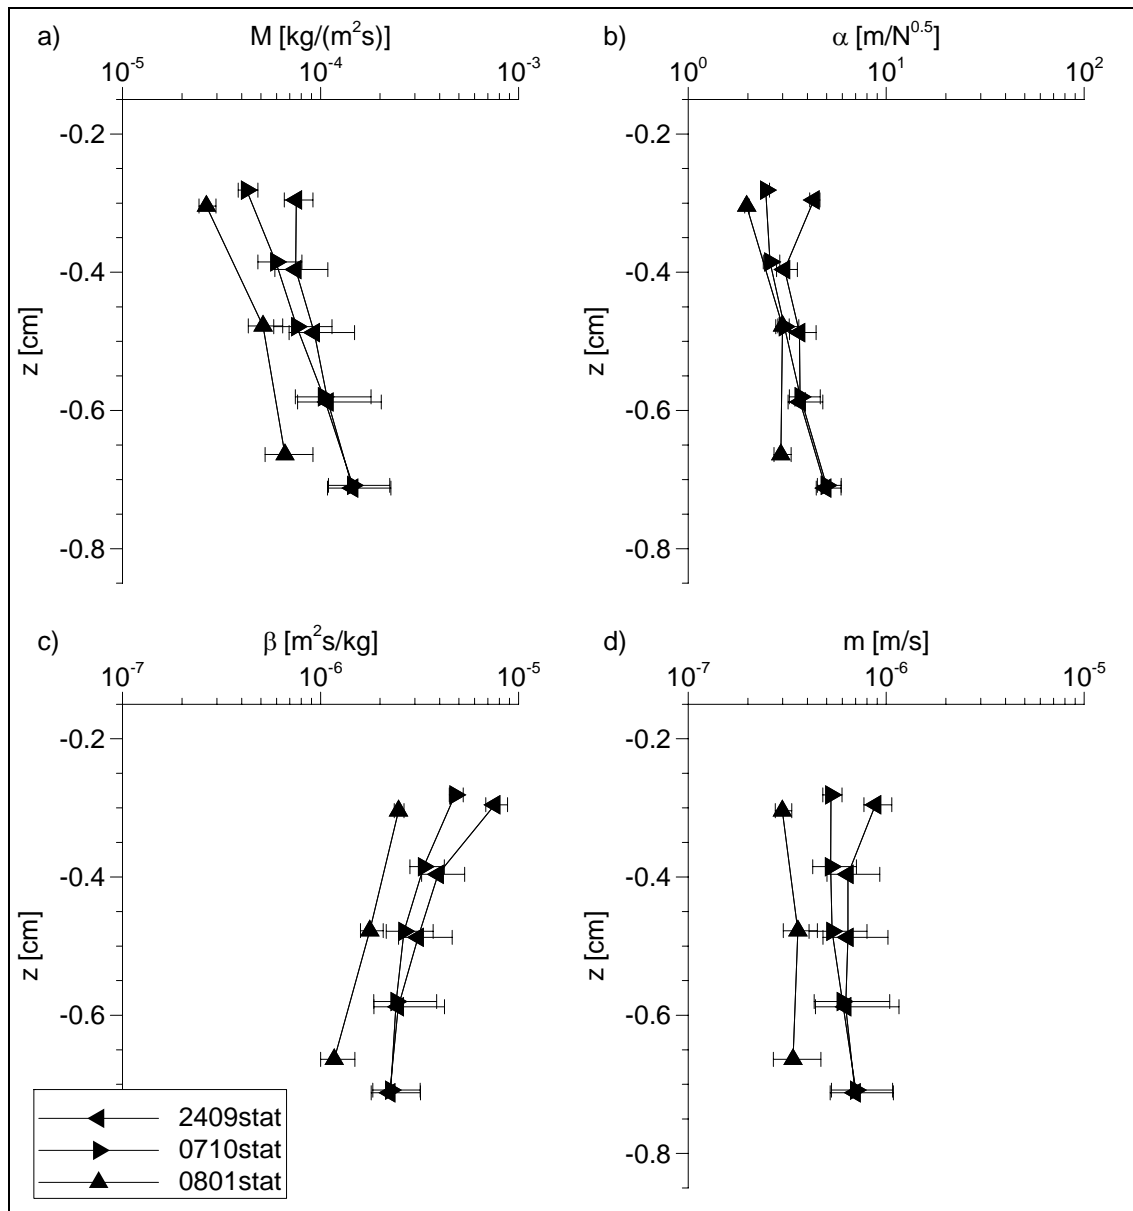 a) M [kg/(m²s)]
10⁻⁵ 10⁻⁴ 10⁻³
-0.2
-0.4
-0.6
-0.8
z [cm]
b) α [m/N⁰·⁵]
10⁰ 10¹ 10²
-0.2
-0.4
-0.6
-0.8
z [cm]
c) β [m²s/kg]
10⁻⁷ 10⁻⁶ 10⁻⁵
-0.2
-0.4
-0.6
z [cm]
2409stat
0710stat
0801stat
d) m [m/s]
10⁻⁷ 10⁻⁶ 10⁻⁵
-0.2
-0.4
-0.6
-0.8
z [cm]